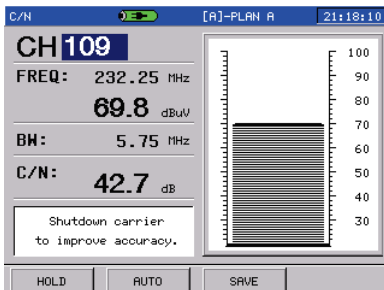 C/N [A]-PLAN A 21:18:10
CH 109
FREQ: 232.25 MHz
69.8 dBuV
BW: 5.75 MHz
C/N: 42.7 dB
Shutdown carrier
to improve accuracy.
100
90
80
70
60
50
40
30
HOLD AUTO SAVE